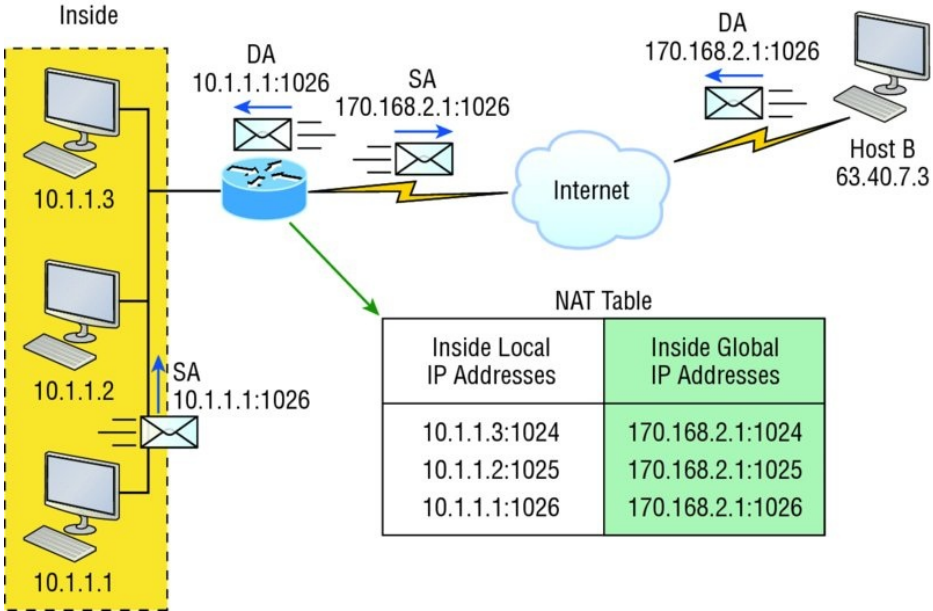 Inside
DA
10.1.1.1:1026
SA
170.168.2.1:1026
DA
170.168.2.1:1026
10.1.1.3
Internet
Host B
63.40.7.3
10.1.1.2
SA
10.1.1.1:1026
10.1.1.1
NAT Table
Inside Local
IP Addresses
Inside Global
IP Addresses
10.1.1.3:1024
170.168.2.1:1024
10.1.1.2:1025
170.168.2.1:1025
10.1.1.1:1026
170.168.2.1:1026